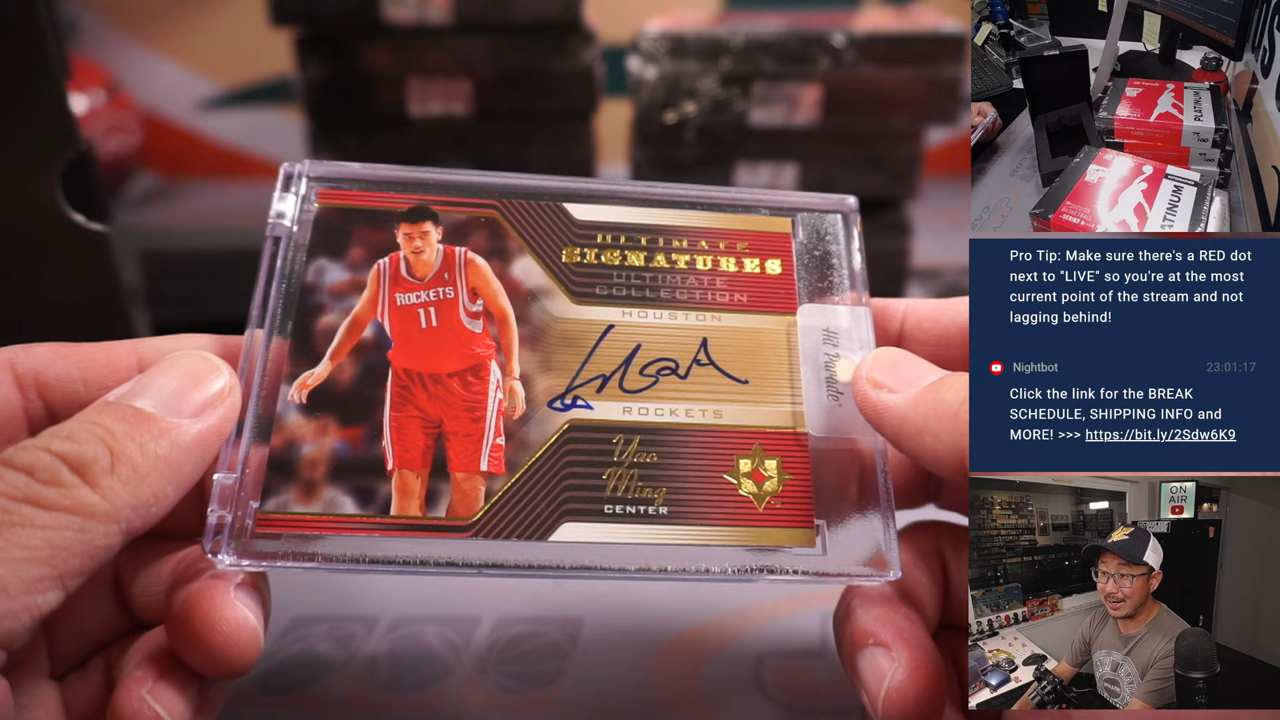 ULTIMATE
SIGNATURES
ULTIMATE
COLLECTION
HOUSTON
ROCKETS
Yao
Ming
CENTER
ROCKETS
11
Hit Parade
PLATINUM
PLATINUM
Pro Tip: Make sure there's a RED dot
next to "LIVE" so you're at the most
current point of the stream and not
lagging behind!
Nightbot 23:01:17
Click the link for the BREAK
SCHEDULE, SHIPPING INFO and
MORE! >>> https://bit.ly/2Sdw6K9
ON
AIR